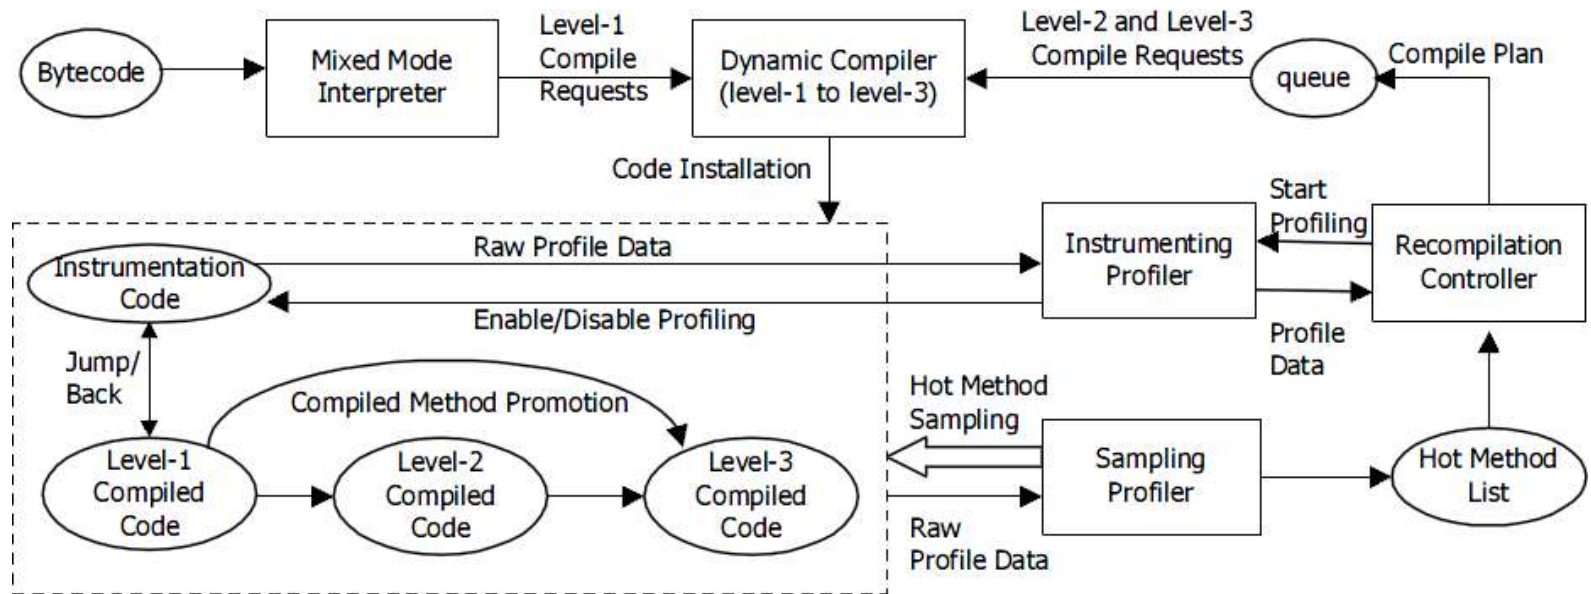 Bytecode
Mixed Mode
Interpreter
Level-1
Compile
Requests
Dynamic Compiler
(level-1 to level-3)
Level-2 and Level-3
Compile Requests
queue
Compile Plan
Code Installation
Start
Profiling
Instrumentation
Code
Raw Profile Data
Enable/Disable Profiling
Instrumenting
Profiler
Recompilation
Controller
Profile
Data
Jump/
Back
Compiled Method Promotion
Hot Method
Sampling
Level-1
Compiled
Code
Level-2
Compiled
Code
Level-3
Compiled
Code
Sampling
Profiler
Hot Method
List
Raw
Profile Data